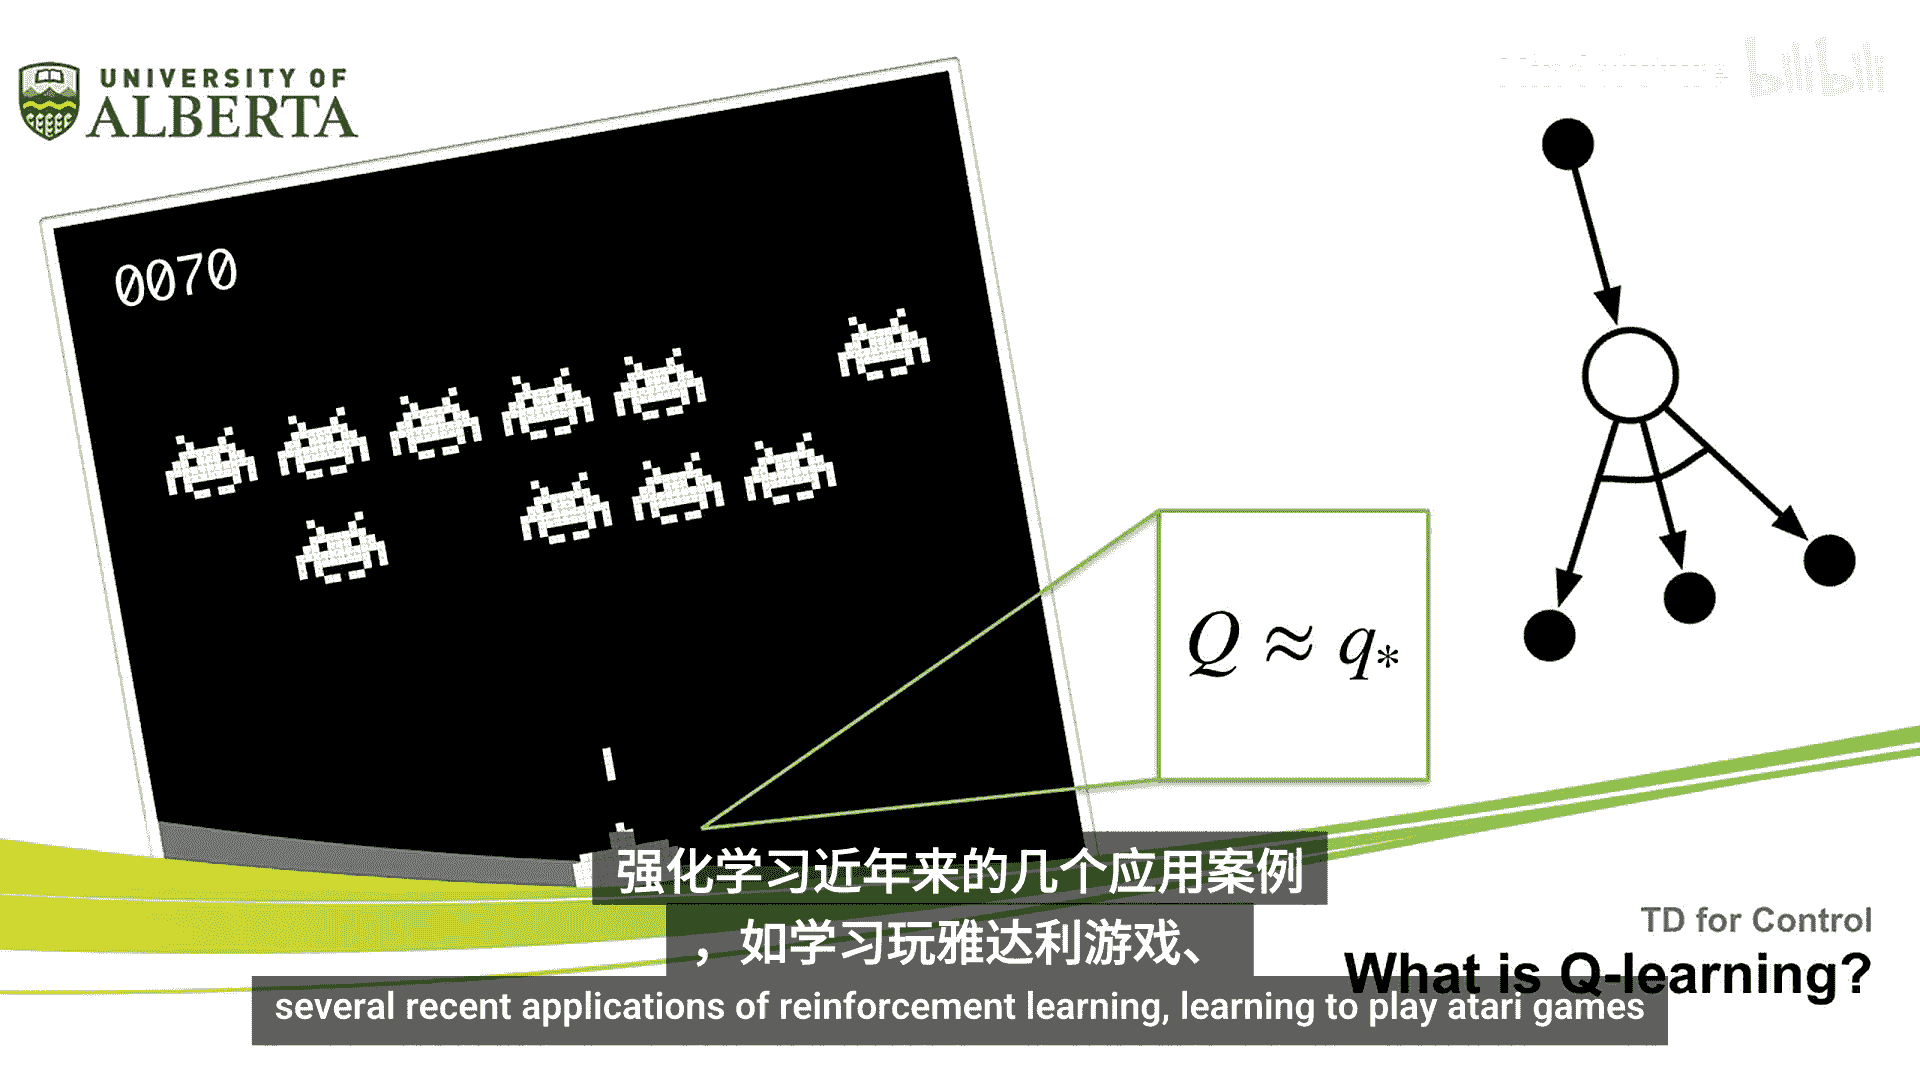 UNIVERSITY OF
ALBERTA
bilibili
0070
Q ≈ q*
强化学习近年来的几个应用案例
，如学习玩雅达利游戏、
TD for Control
What is Q-learning?
several recent applications of reinforcement learning, learning to play atari games